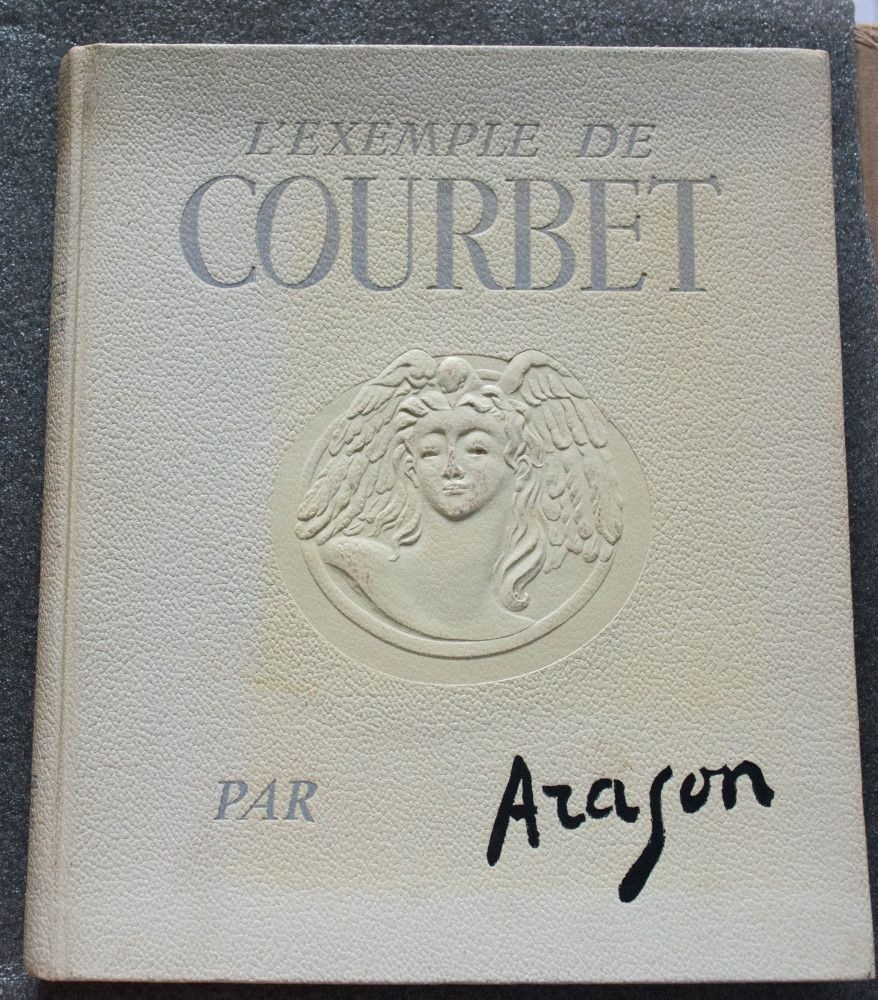 L'EXEMPLE DE
COURBET
PAR
Aragon